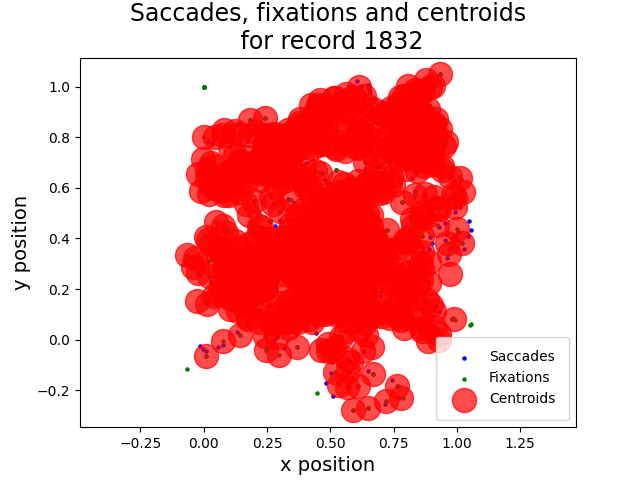 Saccades, fixations and centroids
for record 1832
y position
1.0
0.8
0.6
0.4
0.2
0.0
−0.2
−0.25
0.00
0.25
0.50
0.75
1.00
1.25
x position
Saccades
Fixations
Centroids